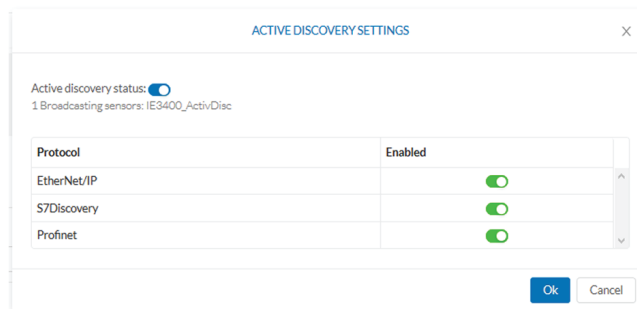 ACTIVE DISCOVERY SETTINGS
Active discovery status:
1 Broadcasting sensors: IE3400_ActivDisc
Protocol Enabled
EtherNet/IP
S7Discovery
Profinet
Ok Cancel